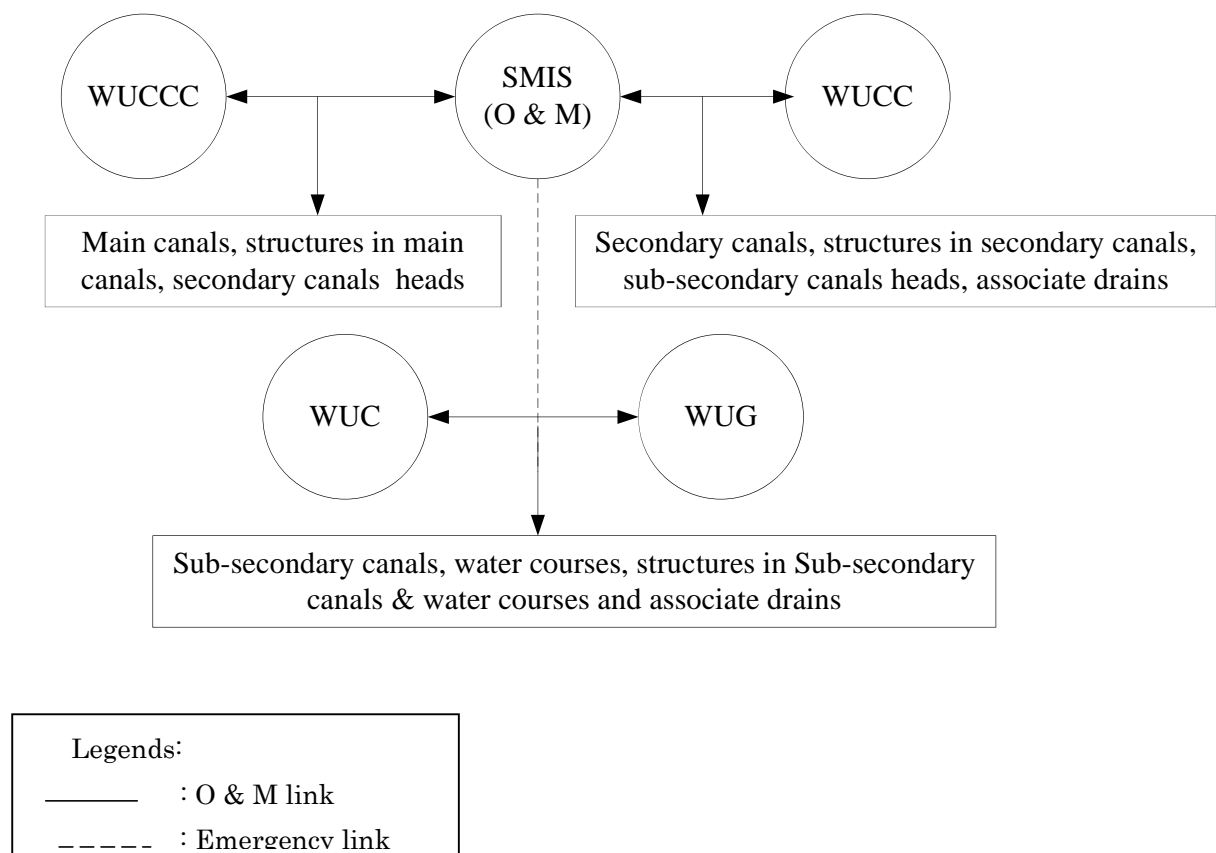 WUCCC
SMIS
(O & M)
WUCC
Main canals, structures in main
canals, secondary canals heads
Secondary canals, structures in secondary canals,
sub-secondary canals heads, associate drains
WUC
WUG
Sub-secondary canals, water courses, structures in Sub-secondary
canals & water courses and associate drains
Legends:
: O & M link
: Emergency link